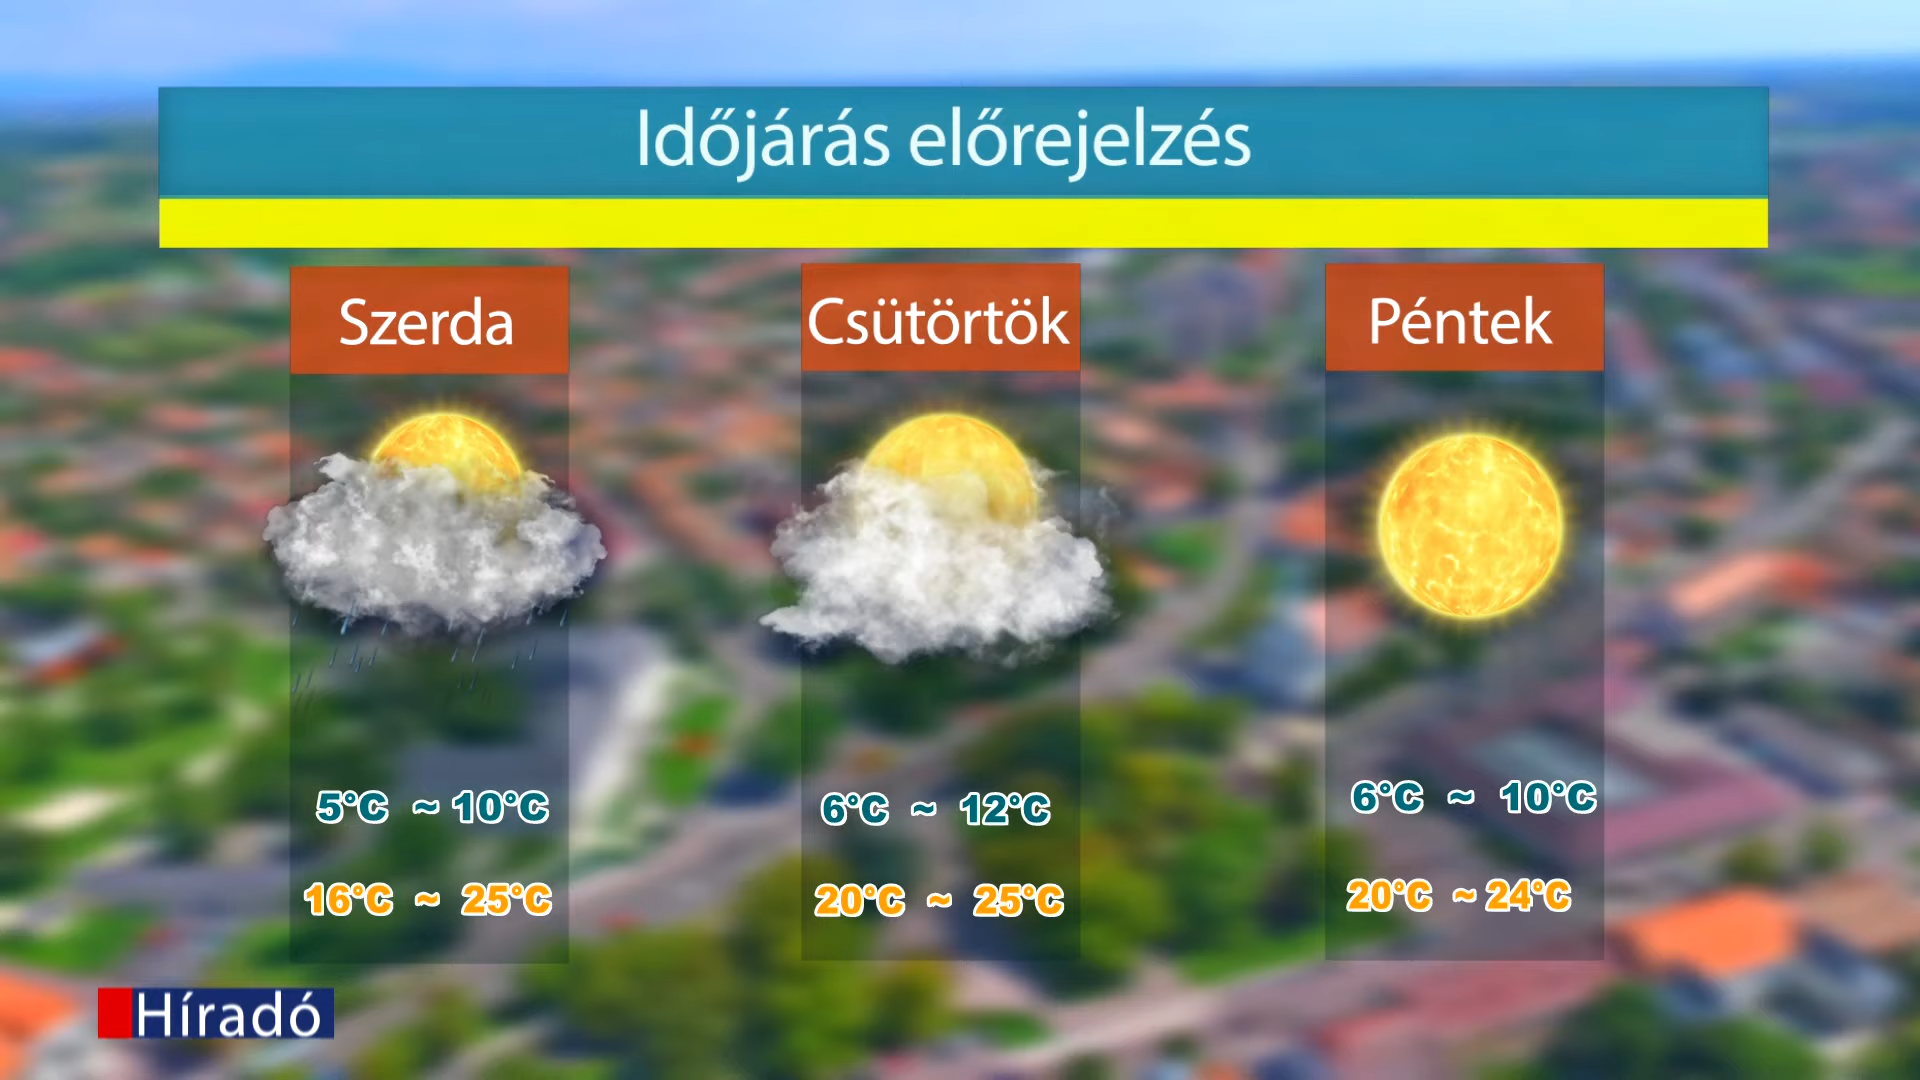 Időjárás előrejelzés
Szerda
Csütörtök
Péntek
5°C ~ 10°C
6°C ~ 12°C
6°C ~ 10°C
16°C ~ 25°C
20°C ~ 25°C
20°C ~ 24°C
Híradó